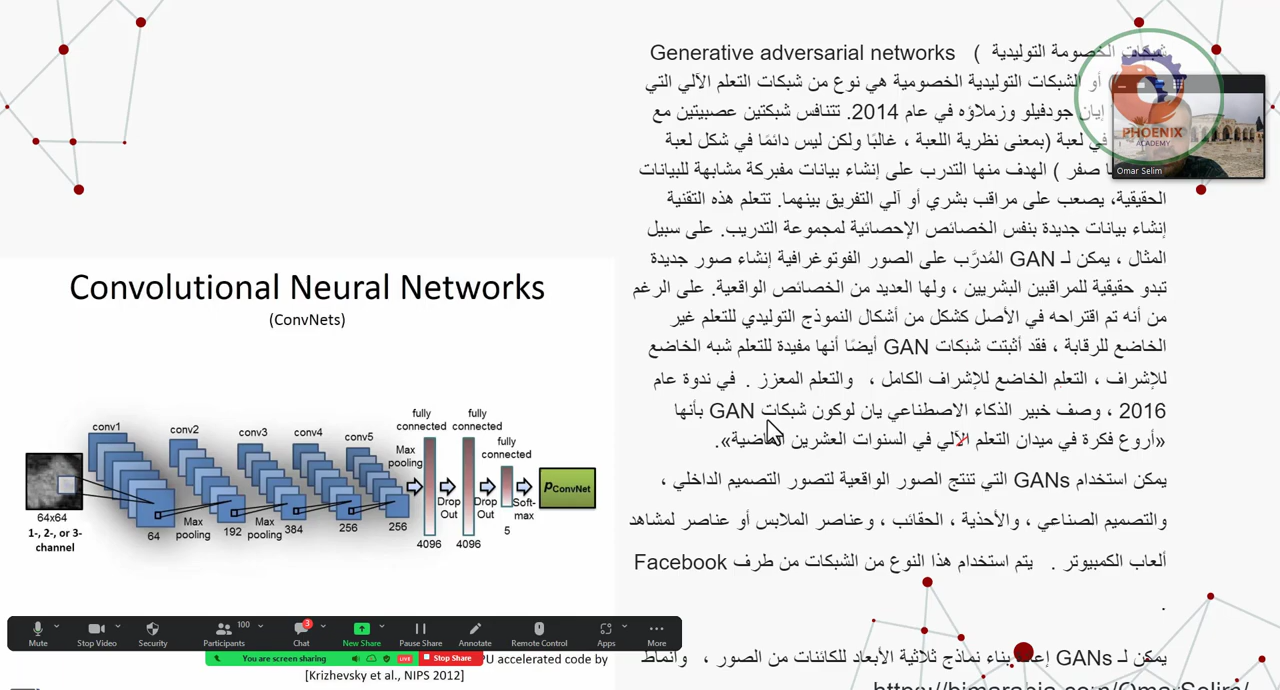 Generative adversarial networks ( شبكات الخصومة التوليدية
) أو الشبكات التوليدية الخصومية هي نوع من شبكات التعلم الآلي التي
إيان جودفيلو وزملاؤه في عام 2014. تتنافس شبكتين عصبيتين مع
في لعبة (بمعنى نظرية اللعبة ، غالبًا ولكن ليس دائمًا في شكل لعبة
صفر ) الهدف منها التدرب على إنشاء بيانات مفبركة مشابهة للبيانات
الحقيقية، يصعب على مراقب بشري أو آلي التفريق بينهما. تتعلم هذه التقنية
إنشاء بيانات جديدة بنفس الخصائص الإحصائية لمجموعة التدريب. على سبيل
المثال ، يمكن لـ GAN المُدرَّب على الصور الفوتوغرافية إنشاء صور جديدة
تبدو حقيقية للمراقبين البشريين ، ولها العديد من الخصائص الواقعية. على الرغم
من أنه تم اقتراحه في الأصل كشكل من أشكال النموذج التوليدي للتعلم غير
الخاضع للرقابة ، فقد أثبتت شبكات GAN أيضًا أنها مفيدة للتعلم شبه الخاضع
للإشراف ، التعلم الخاضع للإشراف الكامل ، والتعلم المعزز . في ندوة عام
2016 ، وصف خبير الذكاء الاصطناعي يان لوكون شبكات GAN بأنها
«أروع فكرة في ميدان التعلم الآلي في السنوات العشرين الماضية».
يمكن استخدام GANs التي تنتج الصور الواقعية لتصور التصميم الداخلي ،
والتصميم الصناعي ، والأحذية ، الحقائب ، وعناصر الملابس أو عناصر لمشاهد
ألعاب الكمبيوتر . يتم استخدام هذا النوع من الشبكات من طرف Facebook
.
يمكن لـ GANs إعادة بناء نماذج ثلاثية الأبعاد للكائنات من الصور ، وأنماط
PHOENIX
ACADEMY
Omar Selim
Convolutional Neural Networks
(ConvNets)
conv1
conv2
conv3
conv4
conv5
fully connected
fully connected
fully connected
Max pooling
64x64
1-, 2-, or 3-channel
64
Max pooling
192
Max pooling
384
256
256
4096
Drop Out
4096
Drop Out
5
Soft-max
PConvNet
Mute
Stop Video
Security
Participants
100
Chat
3
New Share
Pause Share
Annotate
Remote Control
Apps
More
You are screen sharing
LIVE
Stop Share
PU accelerated code by
[Krizhevsky et al., NIPS 2012]